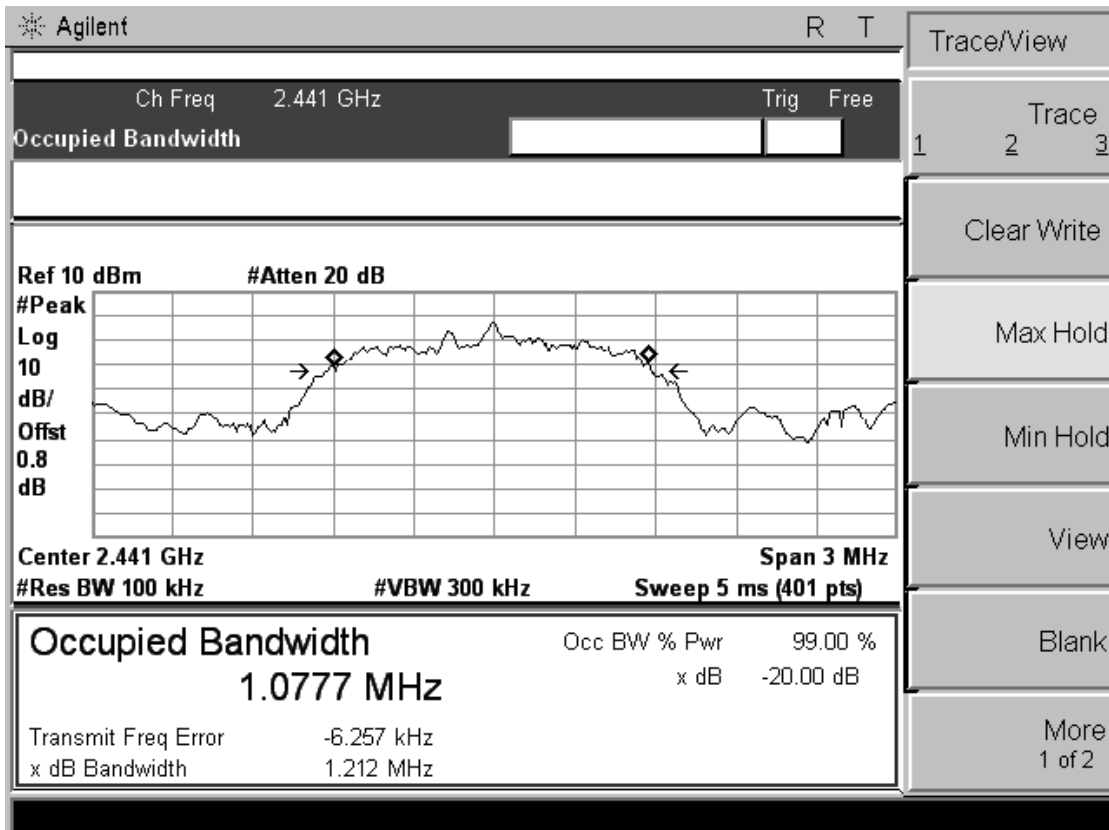 Agilent R T
Trace/View
Ch Freq 2.441 GHz Trig Free
Occupied Bandwidth
Trace
1 2 3
Clear Write
Ref 10 dBm #Atten 20 dB
#Peak
Log
10
dB/
Offst
0.8
dB
Max Hold
Min Hold
Center 2.441 GHz Span 3 MHz
#Res BW 100 kHz #VBW 300 kHz Sweep 5 ms (401 pts)
View
Occupied Bandwidth
1.0777 MHz
Occ BW % Pwr 99.00 %
x dB -20.00 dB
Transmit Freq Error -6.257 kHz
x dB Bandwidth 1.212 MHz
Blank
More
1 of 2